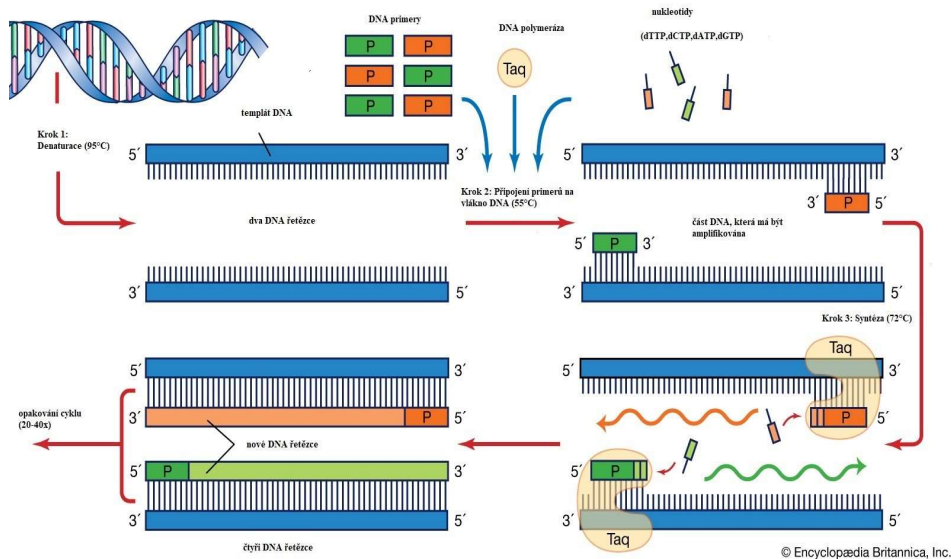 DNA primery
P P
P P
P P
DNA polymeráza
Taq
nukleotidy
(dTTP,dCTP,dATP,dGTP)
Krok 1:
Denaturace (95°C)
templát DNA
5´ 3´
dva DNA řetězce
3´ 5´
Krok 2: Připojení primerů na
vlákno DNA (55°C)
5´ 3´
3´ P 5´
část DNA, která má být
amplifikována
5´ P 3´
3´ 5´
Krok 3: Syntéza (72°C)
Taq
5´ 3´
P
5´ P
3´ 5´
Taq
5´ 3´
3´ P 5´
nové DNA řetězce
5´ P 3´
3´ 5´
čtyři DNA řetězce
opakování cyklu
(20-40x)
© Encyclopædia Britannica, Inc.